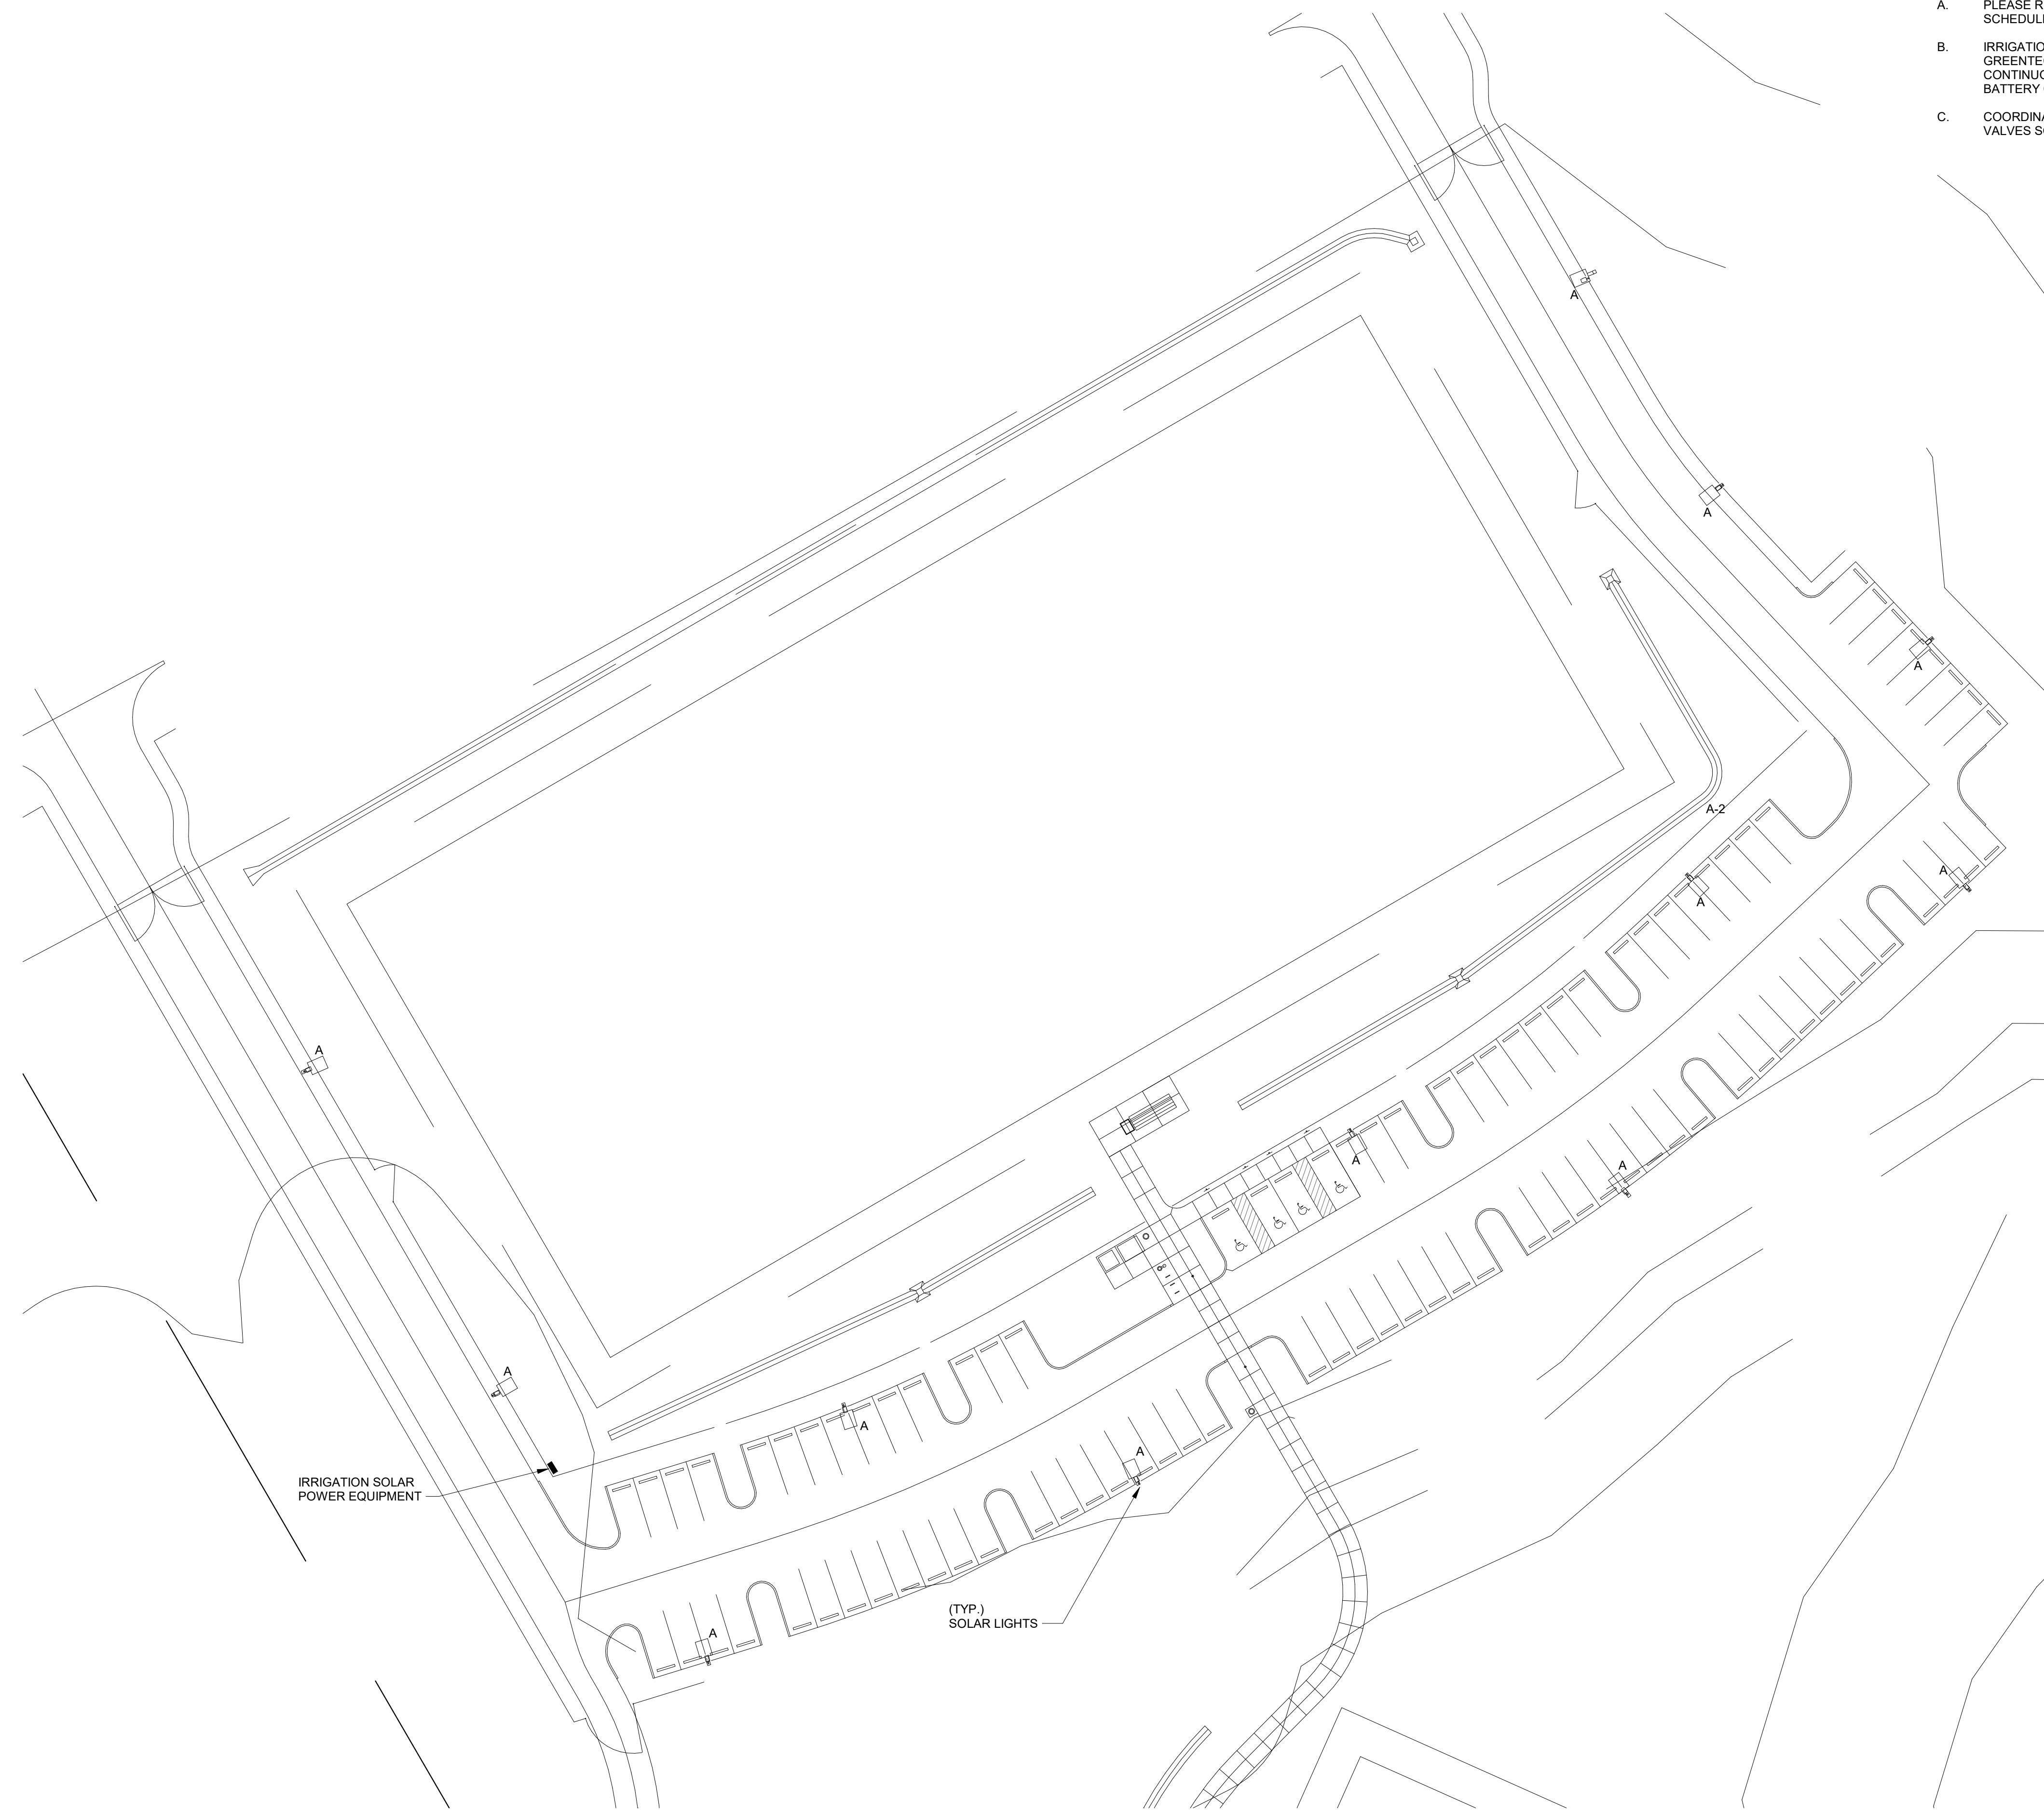 A.
PLEASE R
SCHEDUL
B.
IRRIGATIO
GREENTE
CONTINUO
BATTERY
C.
COORDINA
VALVES S
A
A
A
A-2
A
A
A
A
A
A
A
A
A
IRRIGATION SOLAR
POWER EQUIPMENT
(TYP.)
SOLAR LIGHTS
A